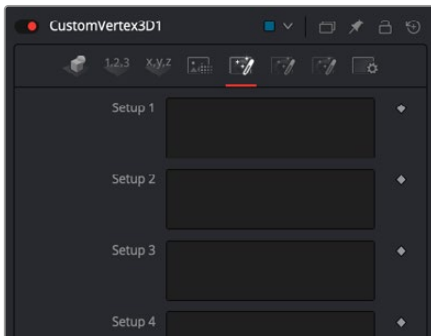 CustomVertex3D1
1.2.3 x.y.z
Setup 1
Setup 2
Setup 3
Setup 4